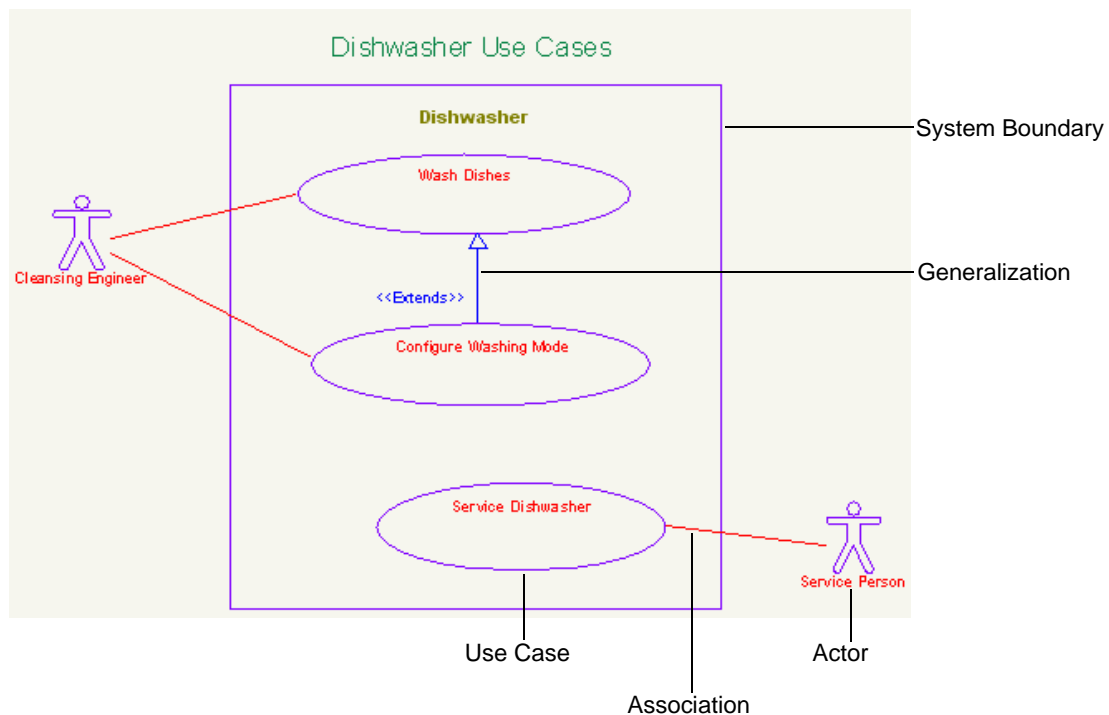 Dishwasher Use Cases
Dishwasher
System Boundary
Wash Dishes
Cleansing Engineer
Generalization
<<Extends>>
Configure Washing Mode
Service Dishwasher
Service Person
Use Case
Actor
Association